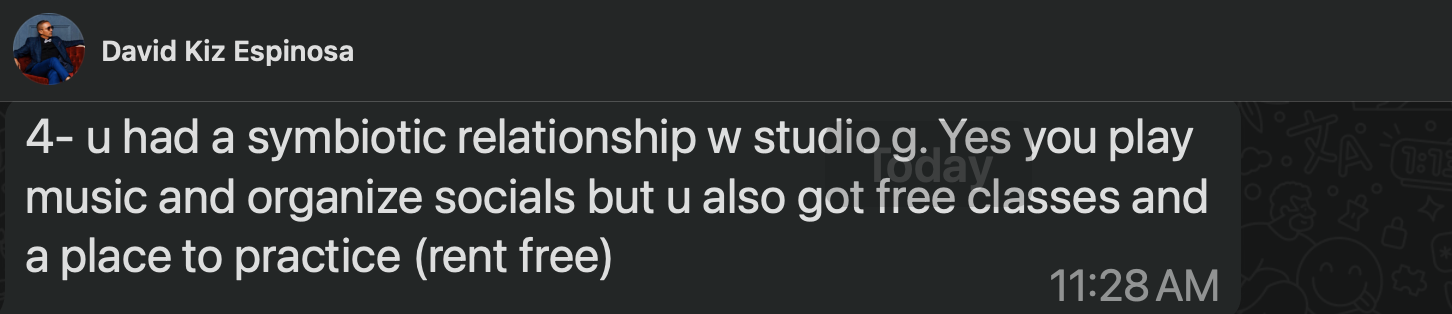 David Kiz Espinosa
4- u had a symbiotic relationship w studio g. Yes you play
Today
music and organize socials but u also got free classes and
a place to practice (rent free)
11:28 AM